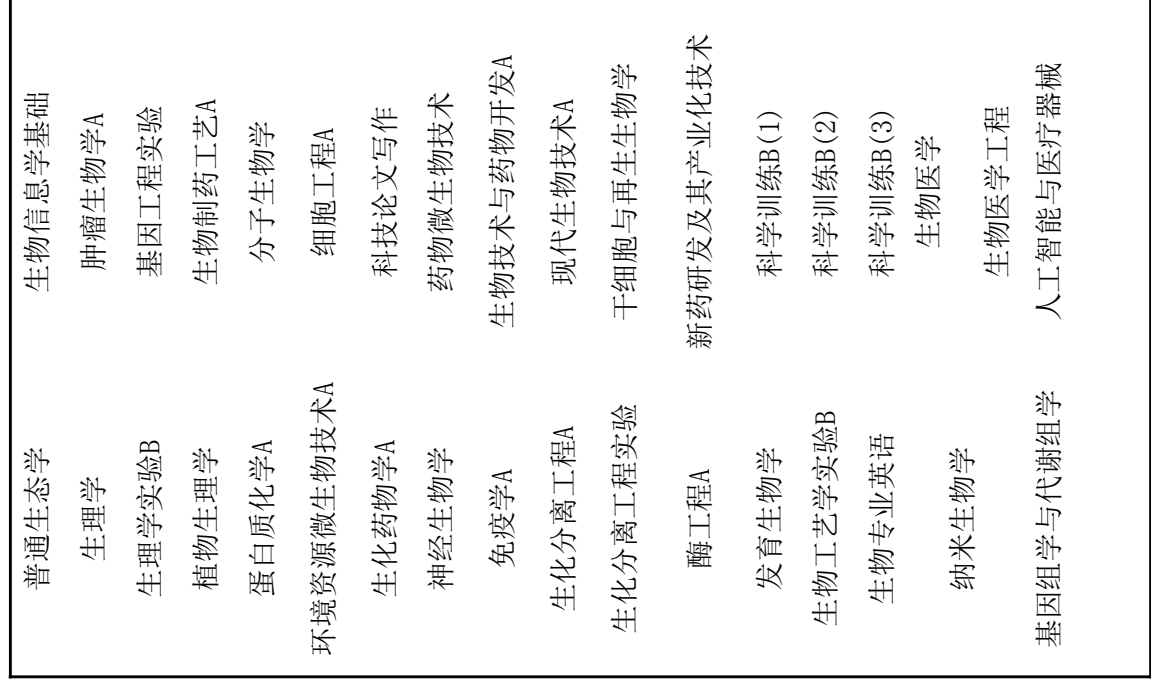 普通生态学 生物信息学基础
生理学 肿瘤生物学A
生理学实验B 基因工程实验
植物生理学 生物制药工艺A
蛋白质化学A 分子生物学
环境资源微生物技术A 细胞工程A
生化药物学A 科技论文写作
神经生物学 药物微生物技术
免疫学A 生物技术与药物开发A
生化分离工程A 现代生物技术A
生化分离工程实验 干细胞与再生生物学
酶工程A 新药研发及其产业化技术
发育生物学 科学训练B(1)
生物工艺学实验B 科学训练B(2)
生物专业英语 科学训练B(3)
生物医学
纳米生物学
生物医学工程
基因组学与代谢组学 人工智能与医疗器械